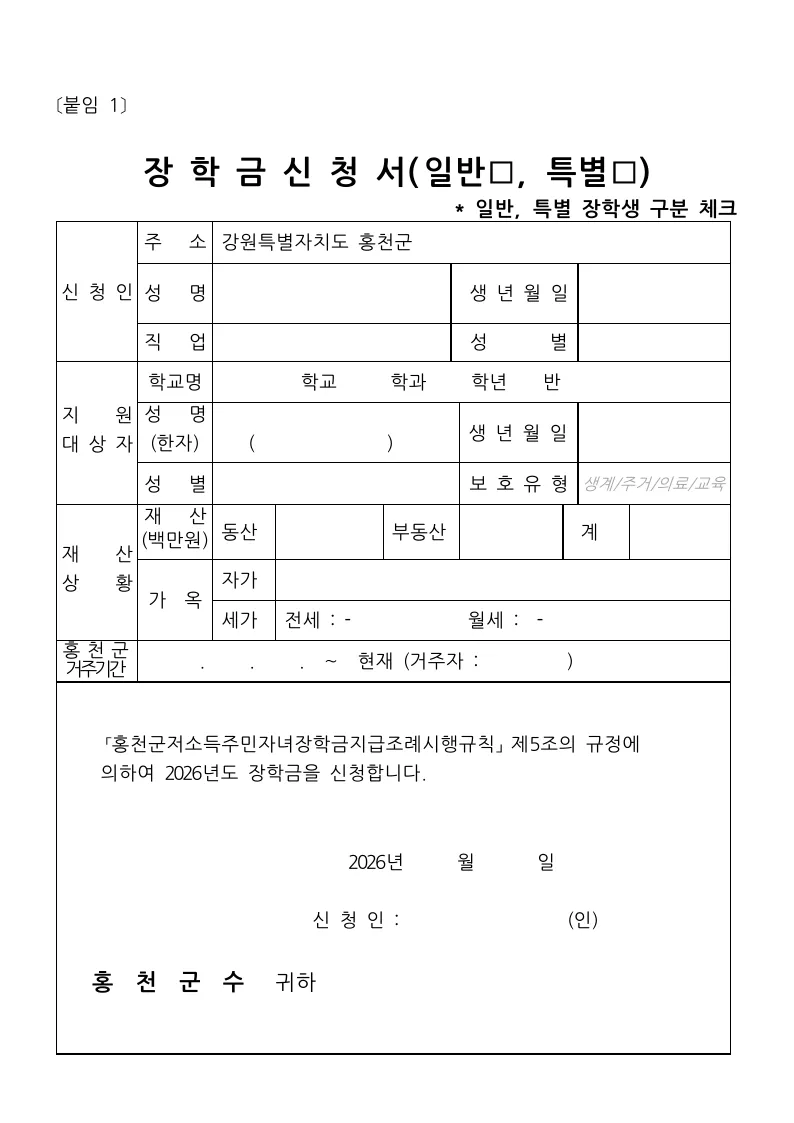 〔붙임 1〕
장 학 금 신 청 서(일반□, 특별□)
* 일반, 특별 장학생 구분 체크
신 청 인
주 소 강원특별자치도 홍천군
성 명 생 년 월 일
직 업 성 별
지 원
대 상 자
학교명 학교 학과 학년 반
성 명
(한자) ( ) 생 년 월 일
성 별 보 호 유 형 생계/주거/의료/교육
재 산
상 황
재 산
(백만원) 동산 부동산 계
가 옥
자가
세가 전세 : - 월세 : -
홍 천 군
거주기간
. . . ~ 현재 (거주자 : )
「홍천군저소득주민자녀장학금지급조례시행규칙」 제5조의 규정에
의하여 2026년도 장학금을 신청합니다.
2026년 월 일
신 청 인 : (인)
홍 천 군 수 귀하